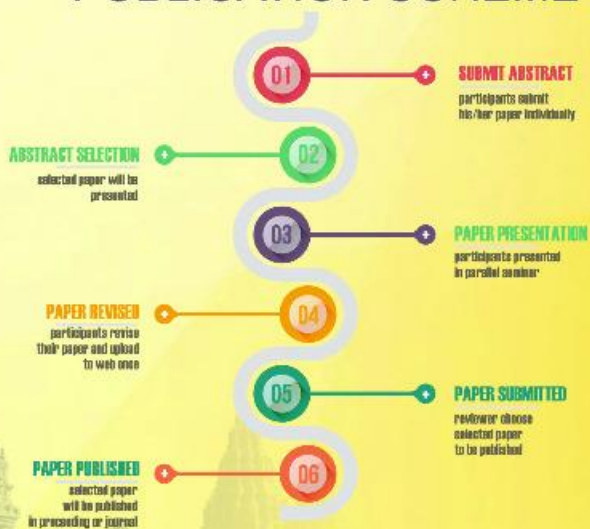 PUBLICATION SCHEME
01
SUBMIT ABSTRACT
participants submit
his/her paper individually
ABSTRACT SELECTION
02
selected paper will be
presented
03
PAPER PRESENTATION
participants presented
in parallel seminar
PAPER REVISED
04
participants revise
their paper and upload
to web once
05
PAPER SUBMITTED
reviewer choose
selected paper
to be published
PAPER PUBLISHED
06
selected paper
will be published
in proceeding or journal